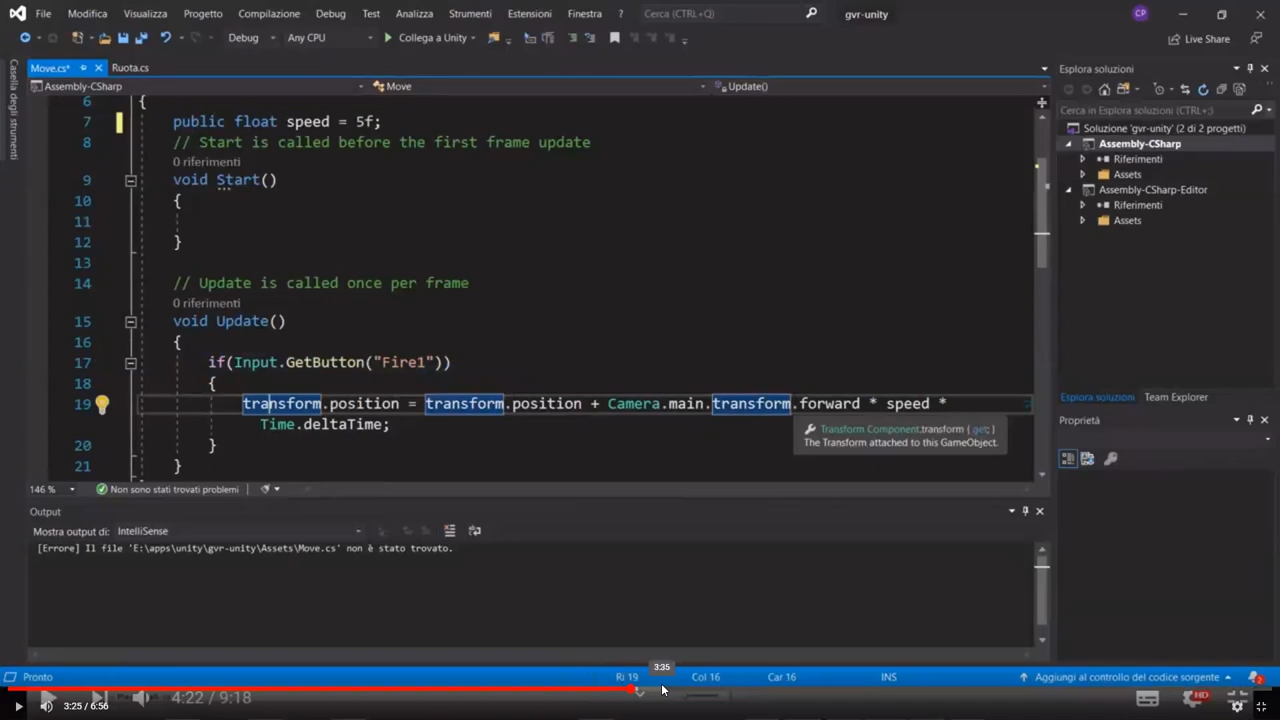 File Modifica Visualizza Progetto Compilazione Debug Test Analizza Strumenti Estensioni Finestra ? Cerca (CTRL+Q) gvr-unity CP
Debug Any CPU Collega a Unity Live Share
Move.cs* Ruota.cs
Assembly-CSharp Move Update()
Casella degli strumenti
6 {
7 public float speed = 5f;
8 // Start is called before the first frame update
0 riferimenti
9 void Start()
10 {
11
12 }
13
14 // Update is called once per frame
0 riferimenti
15 void Update()
16 {
17 if(Input.GetButton("Fire1"))
18 {
19 transform.position = transform.position + Camera.main.transform.forward * speed *
Time.deltaTime;
20 }
21 }
Transform Component.transform { get; }
The Transform attached to this GameObject.
146 % Non sono stati trovati problemi
Output
Mostra output di: IntelliSense
[Errore] Il file 'E:\apps\unity\gvr-unity\Assets\Move.cs' non è stato trovato.
Esplora soluzioni
Cerca in Esplora soluzioni (CTRL+;)
Soluzione 'gvr-unity' (2 di 2 progetti)
Assembly-CSharp
Riferimenti
Assets
Assembly-CSharp-Editor
Riferimenti
Assets
Esplora soluzioni Team Explorer
Proprietà
3:35
Pronto Ri 19 Col 16 Car 16 INS Aggiungi al controllo del codice sorgente 2
4:22 / 9:18 HD
3:25 / 6:56